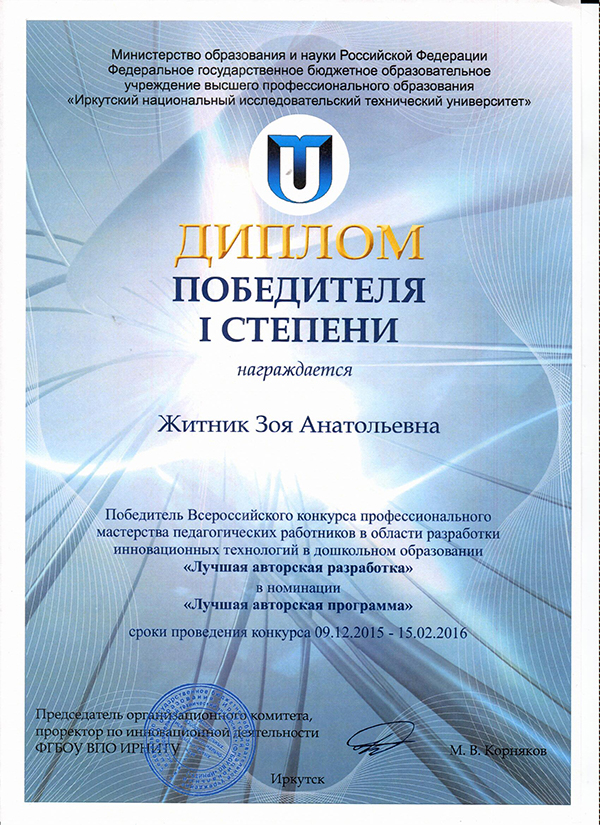 Министерство образования и науки Российской Федерации
Федеральное государственное бюджетное образовательное
учреждение высшего профессионального образования
«Иркутский национальный исследовательский технический университет»
ДИПЛОМ
ПОБЕДИТЕЛЯ
I СТЕПЕНИ
награждается
Житник Зоя Анатольевна
Победитель Всероссийского конкурса профессионального
мастерства педагогических работников в области разработки
инновационных технологий в дошкольном образовании
«Лучшая авторская разработка»
в номинации
«Лучшая авторская программа»
сроки проведения конкурса 09.12.2015 - 15.02.2016
Председатель организационного комитета,
проректор по инновационной деятельности
ФГБОУ ВПО ИРНИТУ
М. В. Корняков
Иркутск